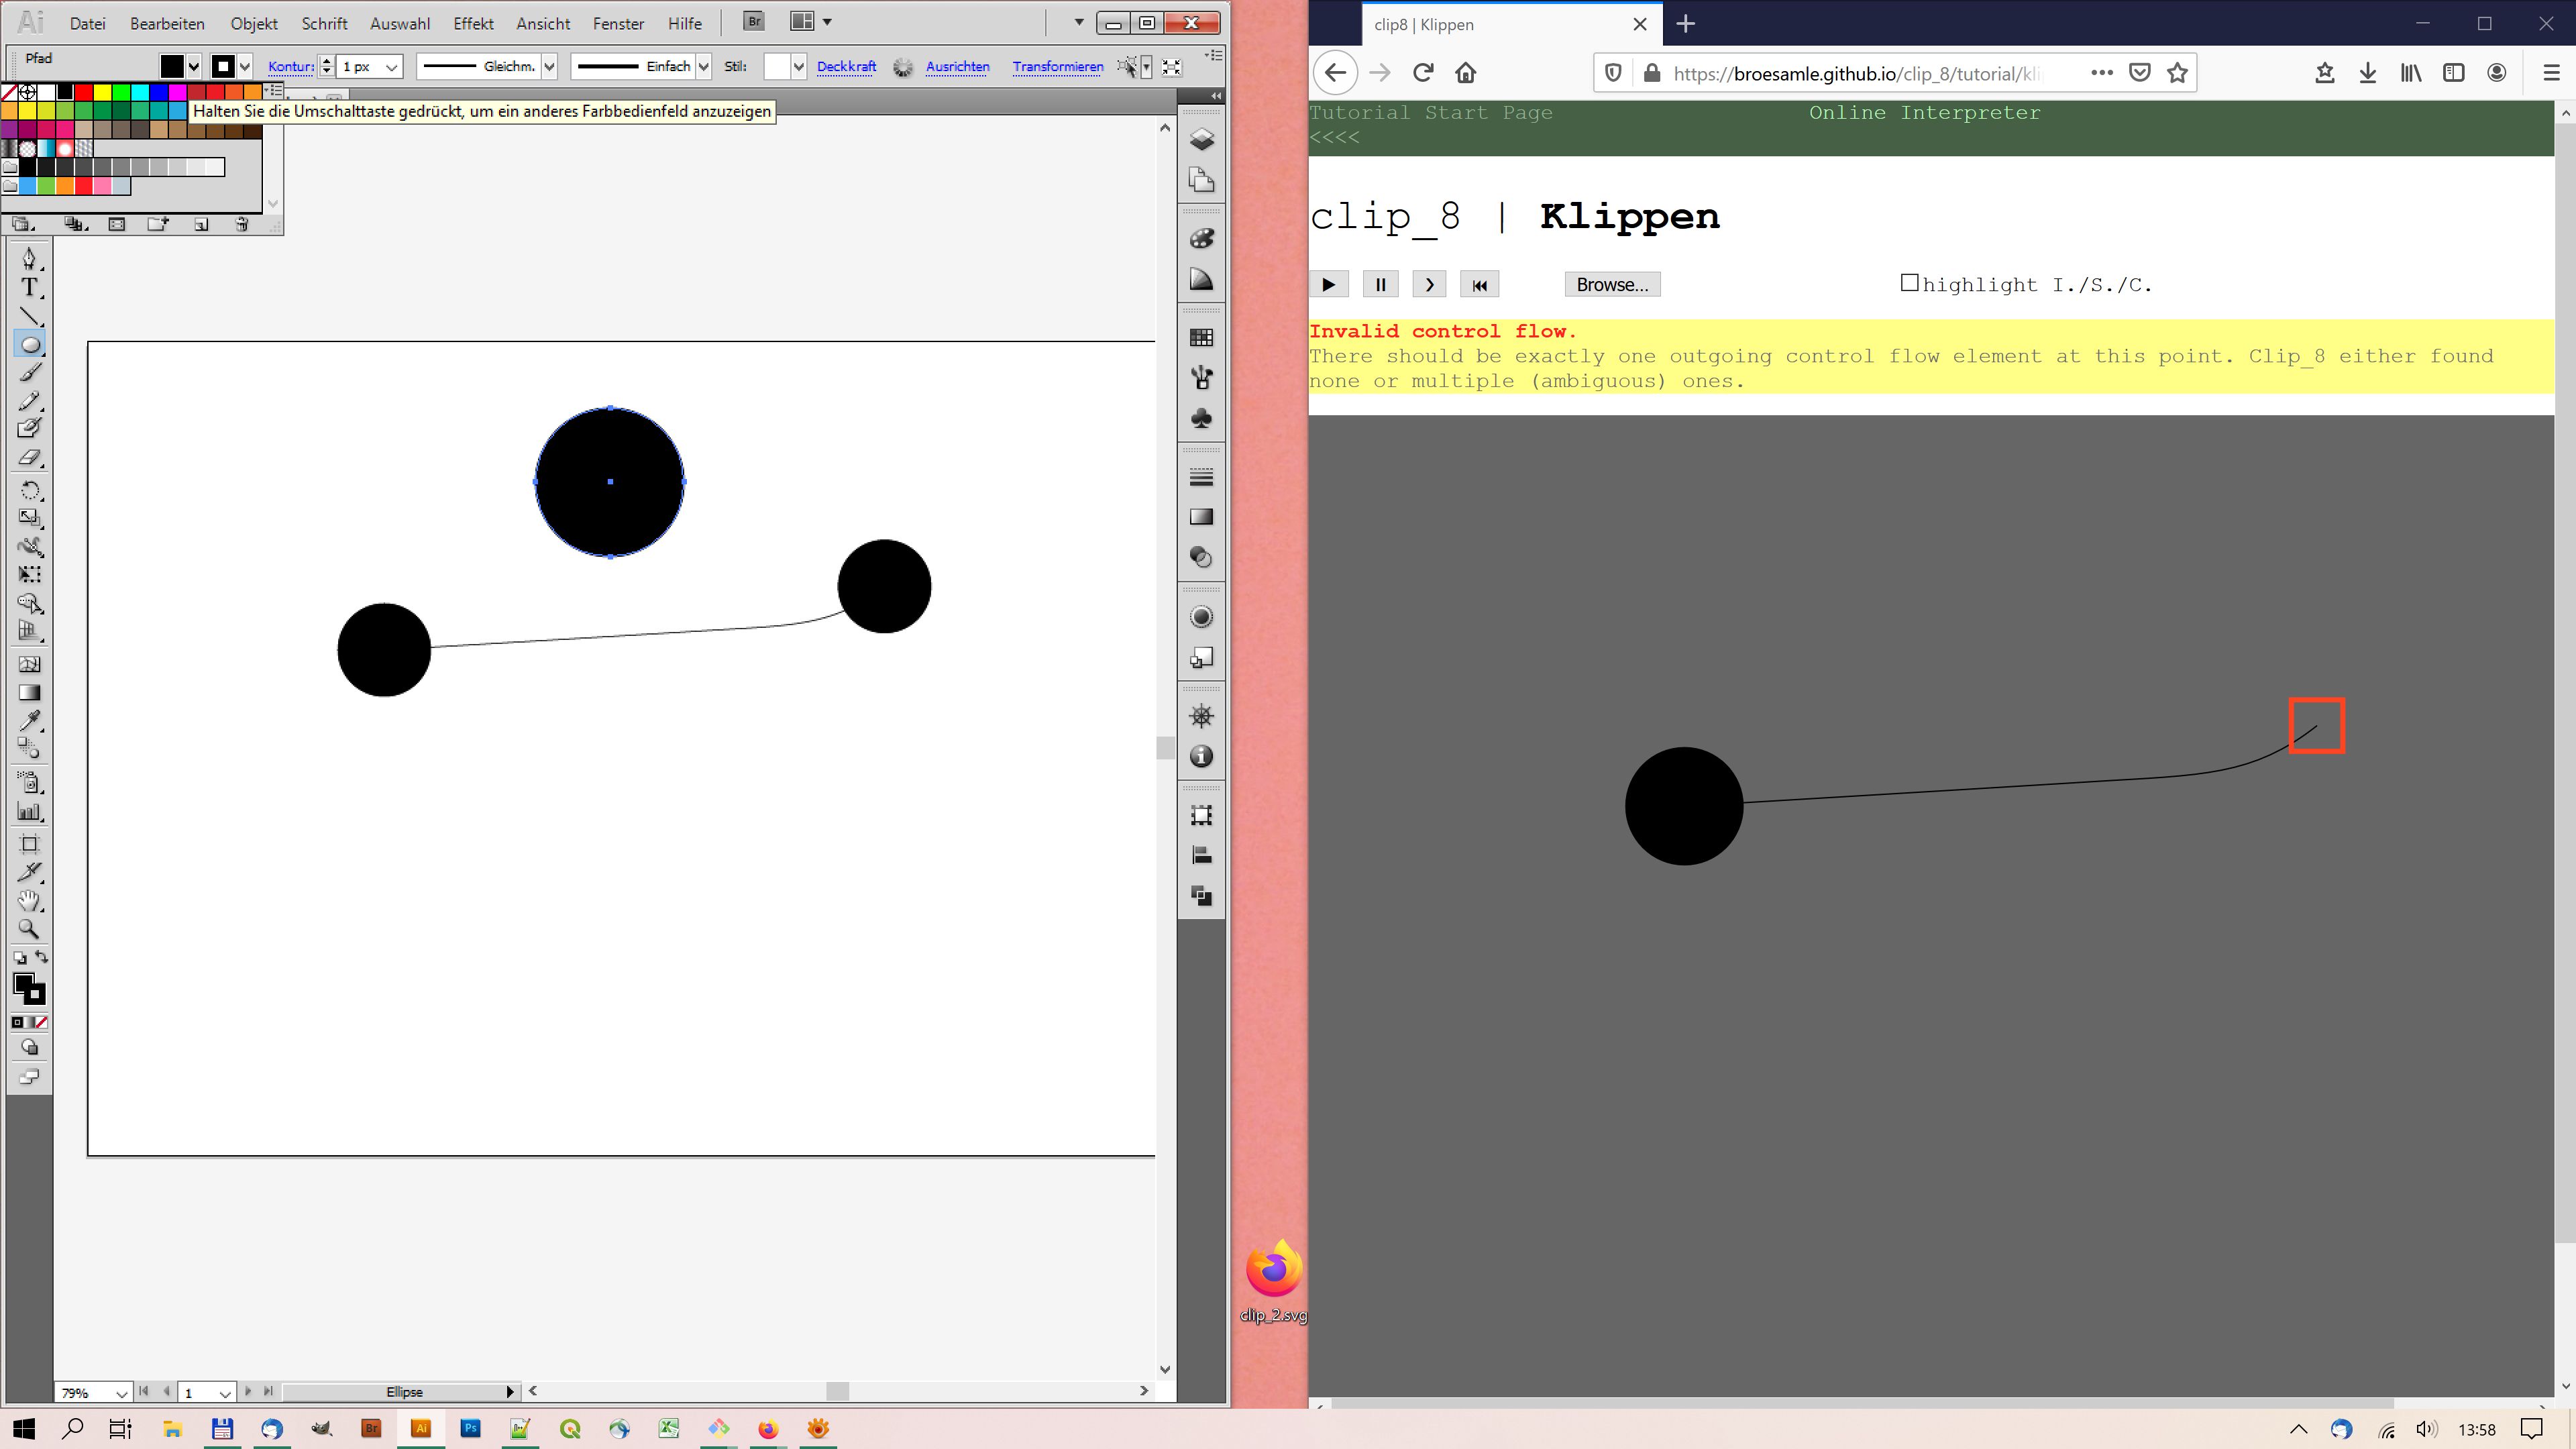 Ai Datei Bearbeiten Objekt Schrift Auswahl Effekt Ansicht Fenster Hilfe Br
Pfad Kontur: 1 px Gleichm. Einfach Stil: Deckkraft Ausrichten Transformieren
Halten Sie die Umschalttaste gedrückt, um ein anderes Farbbedienfeld anzuzeigen
T
79% 1 Ellipse
clip_2.svg
clip8 | Klippen
https://broesamle.github.io/clip_8/tutorial/kli
Tutorial Start Page Online Interpreter
<<<<
clip_8 | Klippen
Browse... highlight I./S./C.
Invalid control flow.
There should be exactly one outgoing control flow element at this point. Clip_8 either found
none or multiple (ambiguous) ones.
Br Ai Ps 13:58